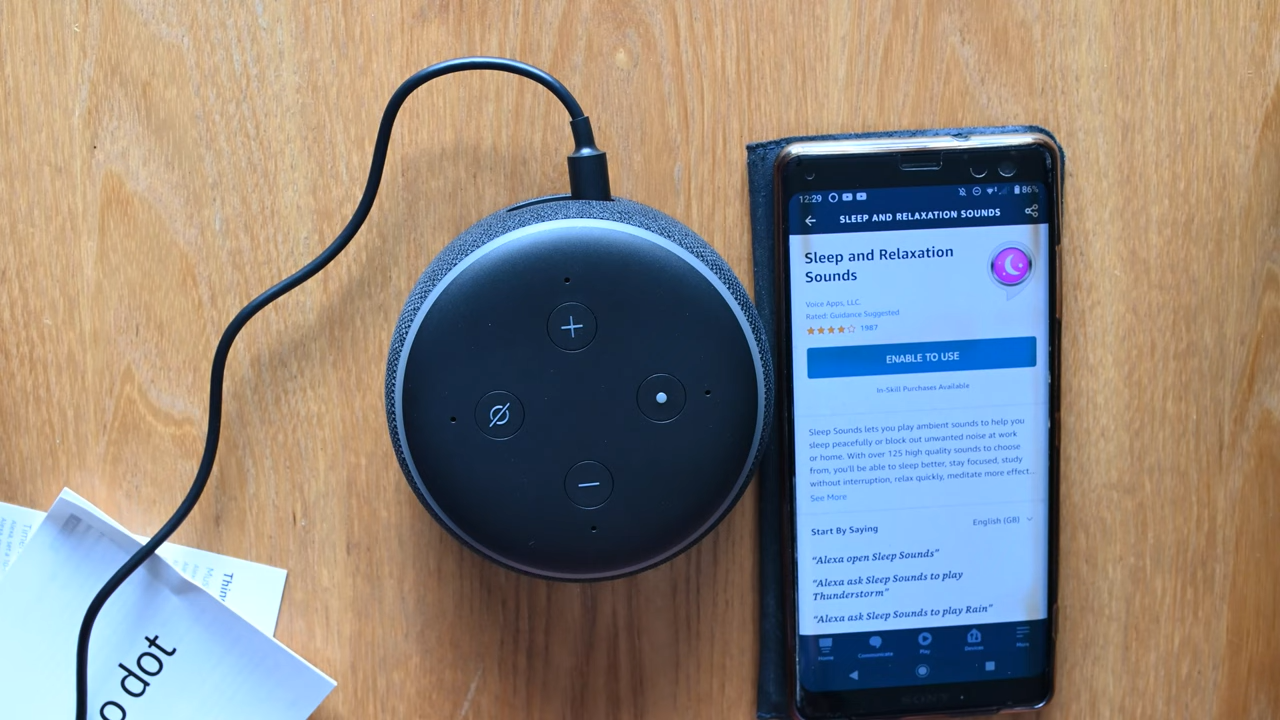 12:29
86%
SLEEP AND RELAXATION SOUNDS
Sleep and Relaxation
Sounds
Voice Apps, LLC.
Rated: Guidance Suggested
1987
ENABLE TO USE
In-Skill Purchases Available
Sleep Sounds lets you play ambient sounds to help you
sleep peacefully or block out unwanted noise at work
or home. With over 125 high quality sounds to choose
from, you'll be able to sleep better, stay focused, study
without interruption, relax quickly, meditate more effect...
See More
Start By Saying
English (GB)
"Alexa open Sleep Sounds"
"Alexa ask Sleep Sounds to play
Thunderstorm"
"Alexa ask Sleep Sounds to play Rain"
Home
Communicate
Play
Devices
More
SONY
o dot